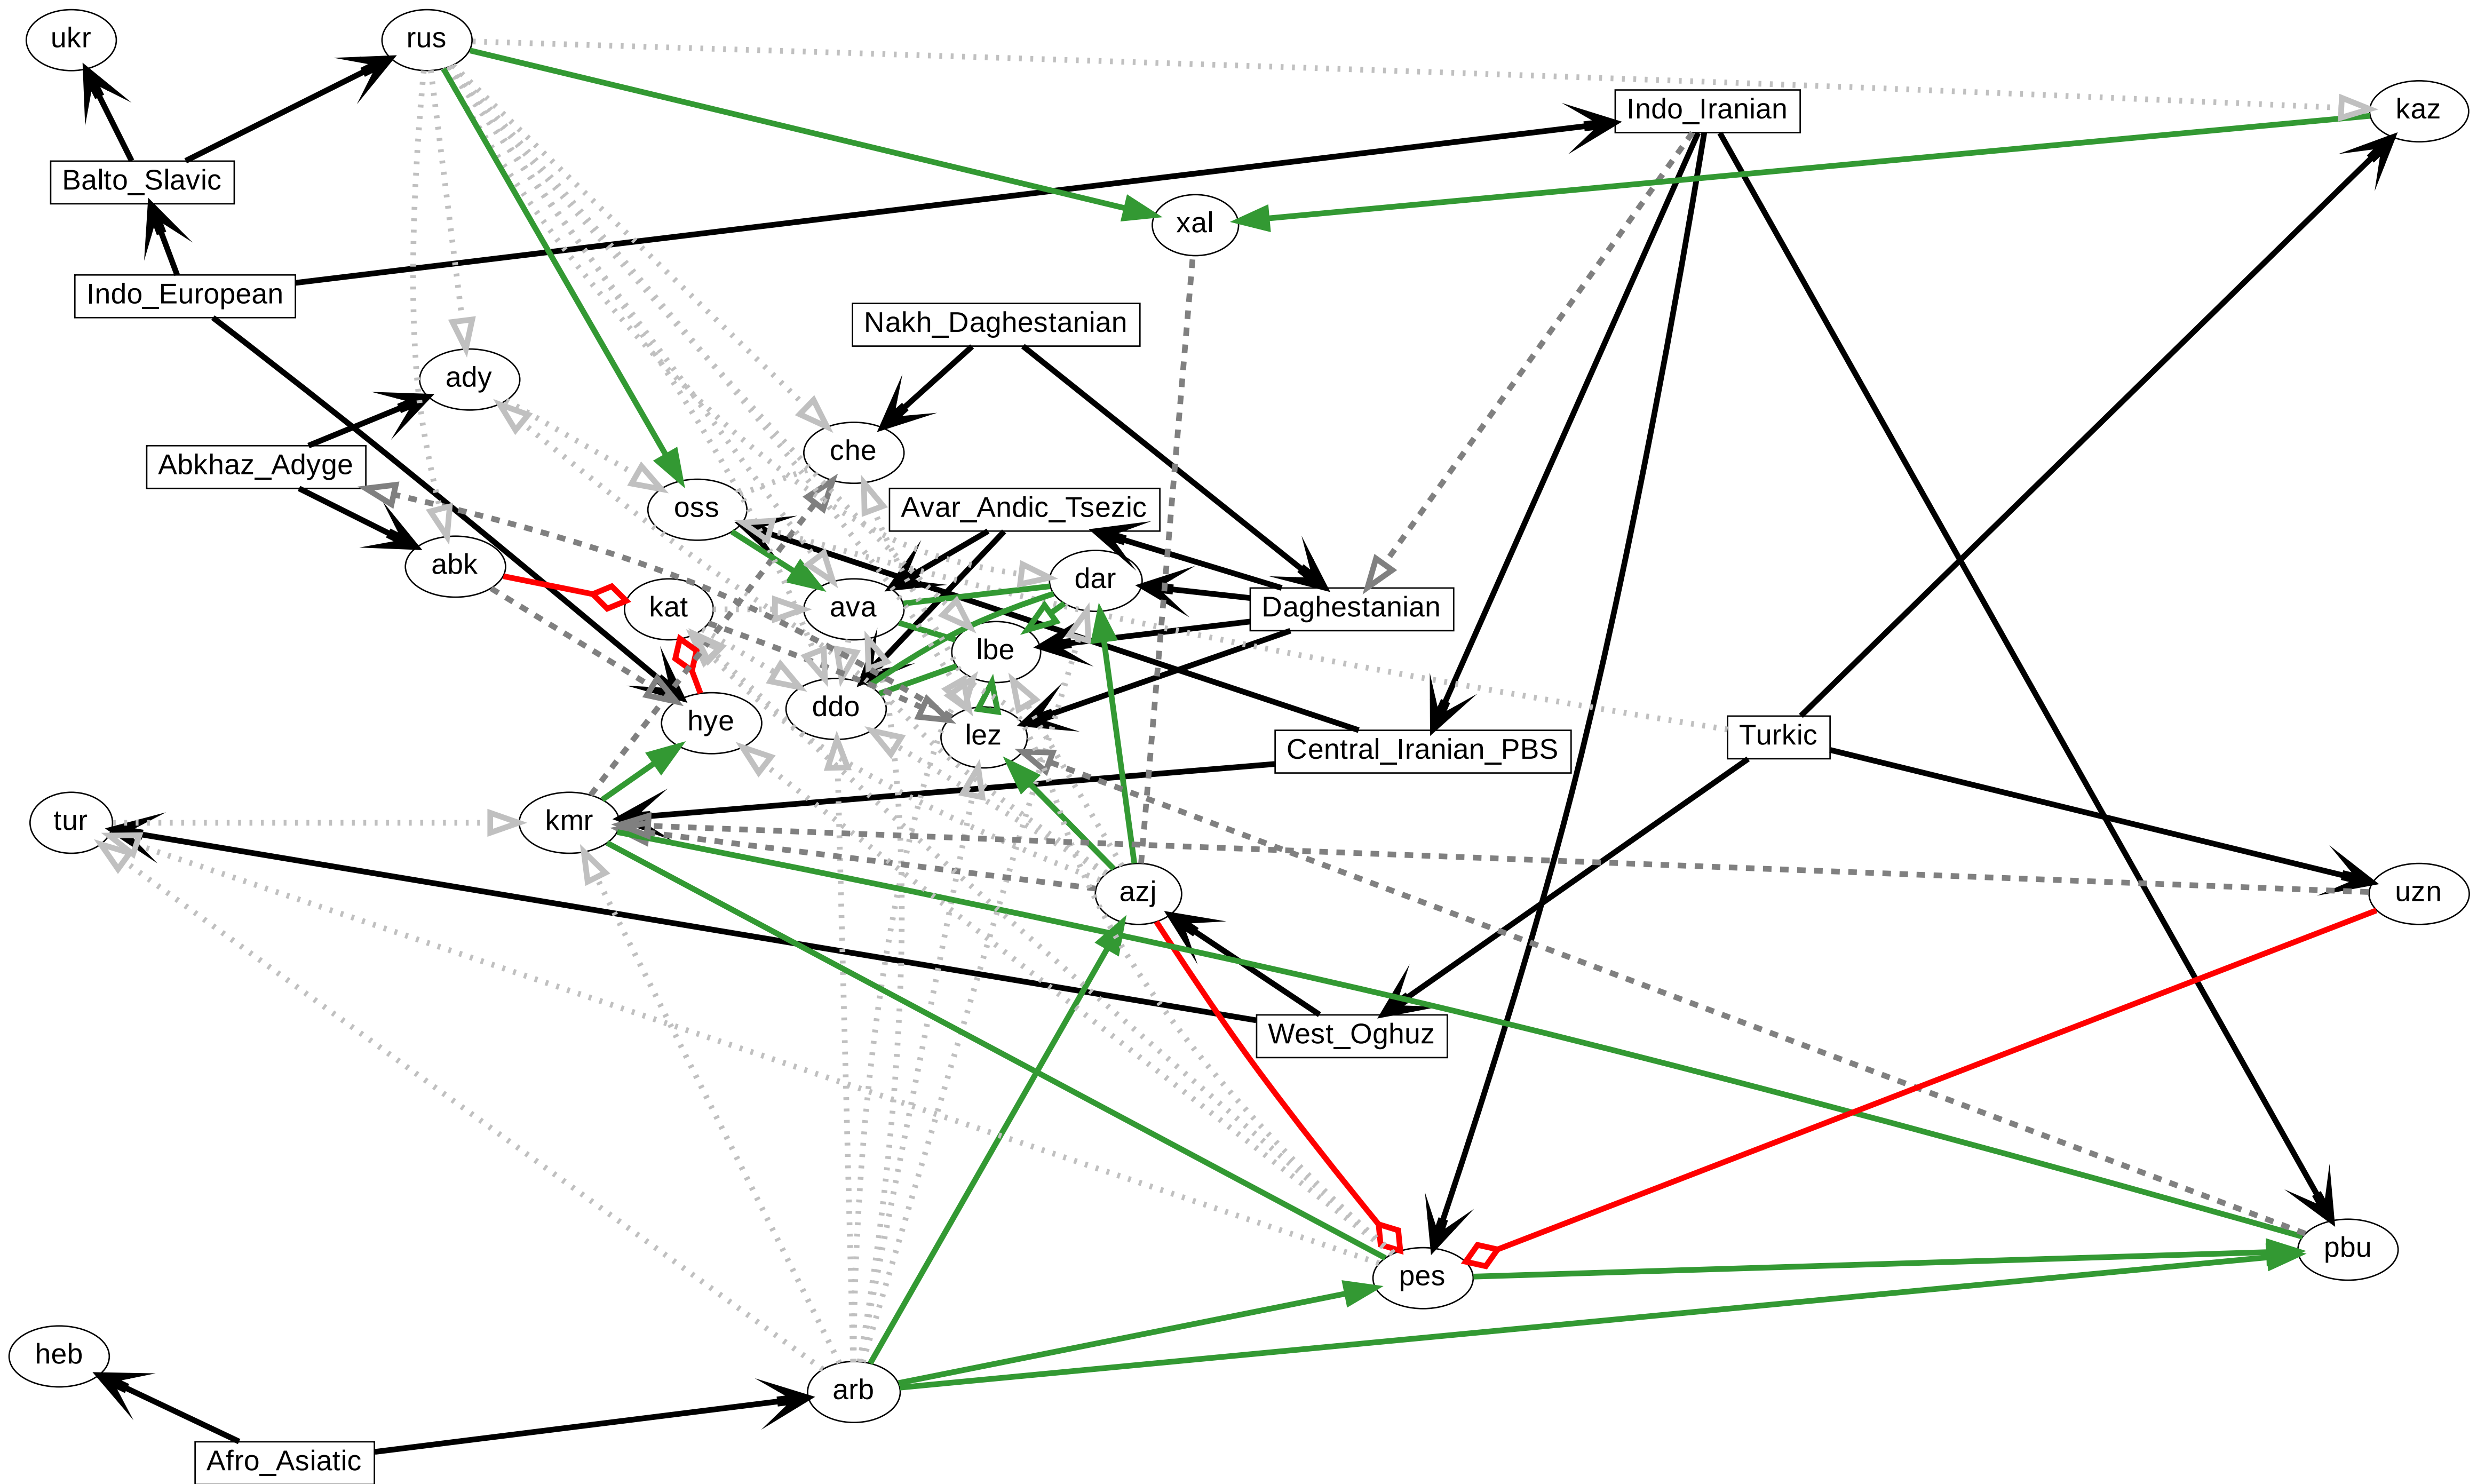 ukr
rus
Indo_Iranian
kaz
Balto_Slavic
xal
Indo_European
Nakh_Daghestanian
ady
che
Abkhaz_Adyge
oss
Avar_Andic_Tsezic
abk
dar
kat
ava
Daghestanian
lbe
ddo
hye
lez
Turkic
Central_Iranian_PBS
tur
kmr
azj
uzn
West_Oghuz
pbu
pes
heb
arb
Afro_Asiatic